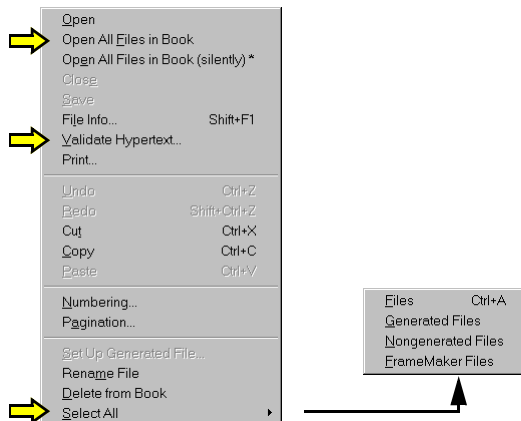 Open
Open All Files in Book
Open All Files in Book (silently) *
Close
Save
File Info... Shift+F1
Validate Hypertext...
Print...
Undo Ctrl+Z
Redo Shift+Ctrl+Z
Cut Ctrl+X
Copy Ctrl+C
Paste Ctrl+V
Numbering...
Pagination...
Set Up Generated File...
Rename File
Delete from Book
Select All
Files Ctrl+A
Generated Files
Nongenerated Files
FrameMaker Files